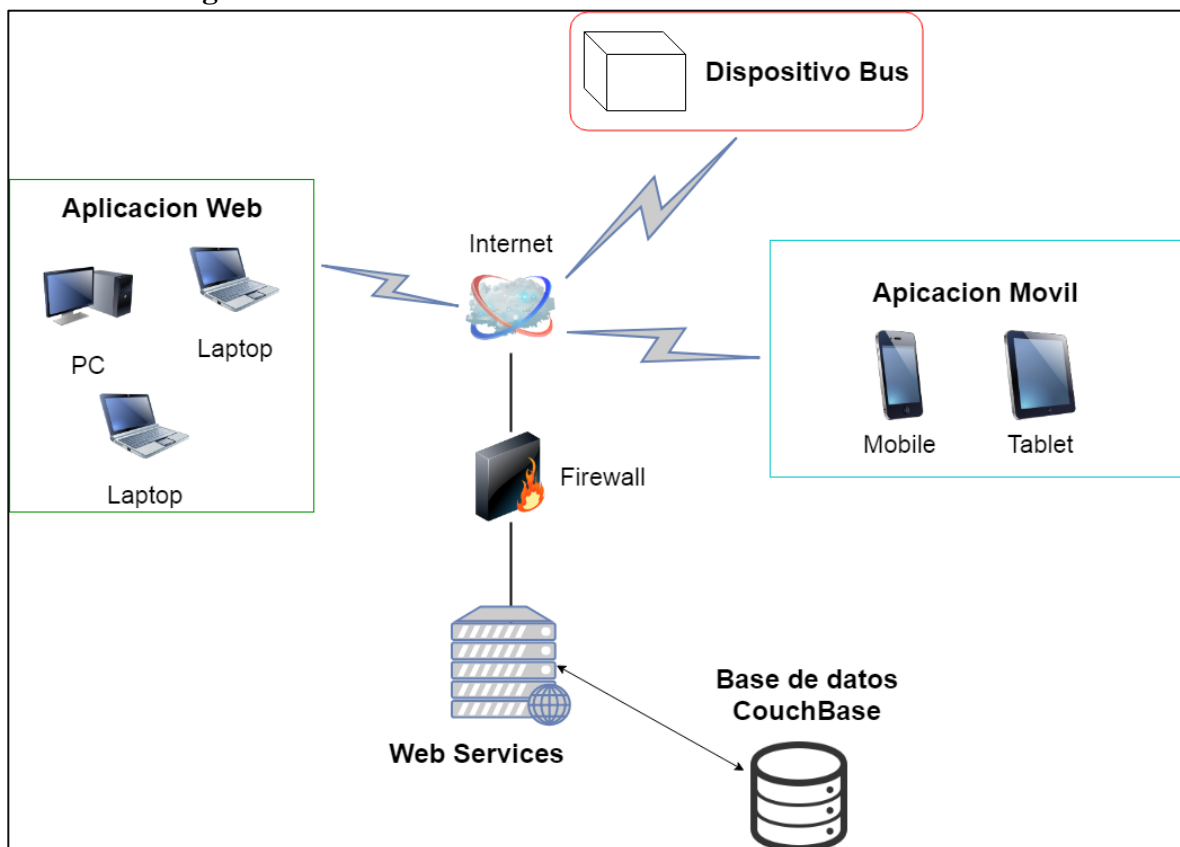 Dispositivo Bus
Aplicacion Web
Internet
Apicacion Movil
PC
Laptop
Laptop
Mobile
Tablet
Firewall
Base de datos
CouchBase
Web Services